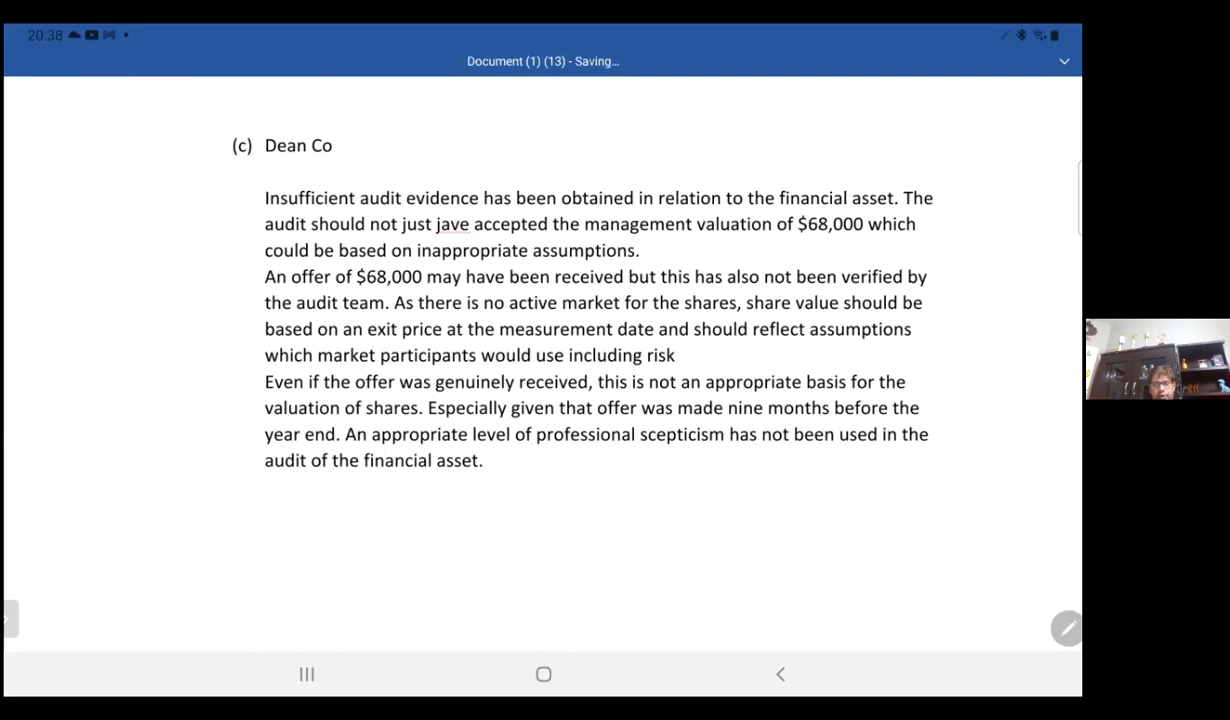 20:38
Document (1) (13) - Saving...
(c) Dean Co
Insufficient audit evidence has been obtained in relation to the financial asset. The
audit should not just jave accepted the management valuation of $68,000 which
could be based on inappropriate assumptions.
An offer of $68,000 may have been received but this has also not been verified by
the audit team. As there is no active market for the shares, share value should be
based on an exit price at the measurement date and should reflect assumptions
which market participants would use including risk
Even if the offer was genuinely received, this is not an appropriate basis for the
valuation of shares. Especially given that offer was made nine months before the
year end. An appropriate level of professional scepticism has not been used in the
audit of the financial asset.